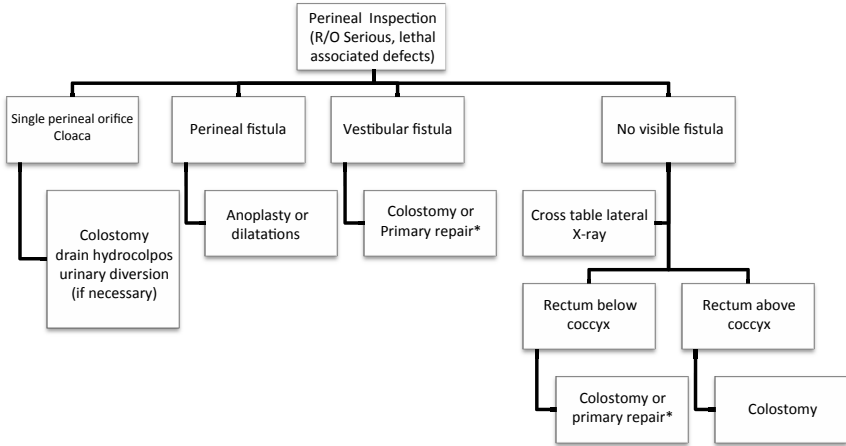 Perineal Inspection
(R/O Serious, lethal
associated defects)
Single perineal orifice
Cloaca
Perineal fistula
Vestibular fistula
No visible fistula
Colostomy
drain hydrocolpos
urinary diversion
(if necessary)
Anoplasty or
dilatations
Colostomy or
Primary repair*
Cross table lateral
X-ray
Rectum below
coccyx
Rectum above
coccyx
Colostomy or
primary repair*
Colostomy